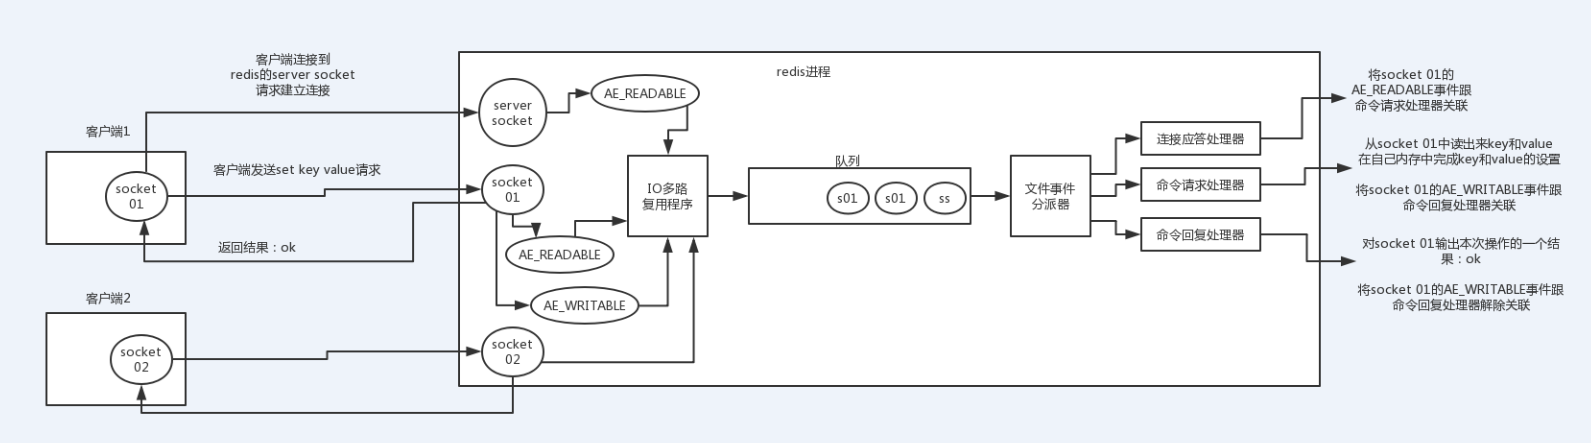 客户端连接到
redis的server socket
请求建立连接
客户端1
socket
01
客户端发送set key value请求
返回结果：ok
客户端2
socket
02
redis进程
server
socket
AE_READABLE
socket
01
AE_READABLE
AE_WRITABLE
socket
02
IO多路
复用程序
队列
s01
s01
ss
文件事件
分派器
连接应答处理器
命令请求处理器
命令回复处理器
将socket 01的
AE_READABLE事件跟
命令请求处理器关联
从socket 01中读出来key和value
在自己内存中完成key和value的设置
将socket 01的AE_WRITABLE事件跟
命令回复处理器关联
对socket 01输出本次操作的一个结
果：ok
将socket 01的AE_WRITABLE事件跟
命令回复处理器解除关联